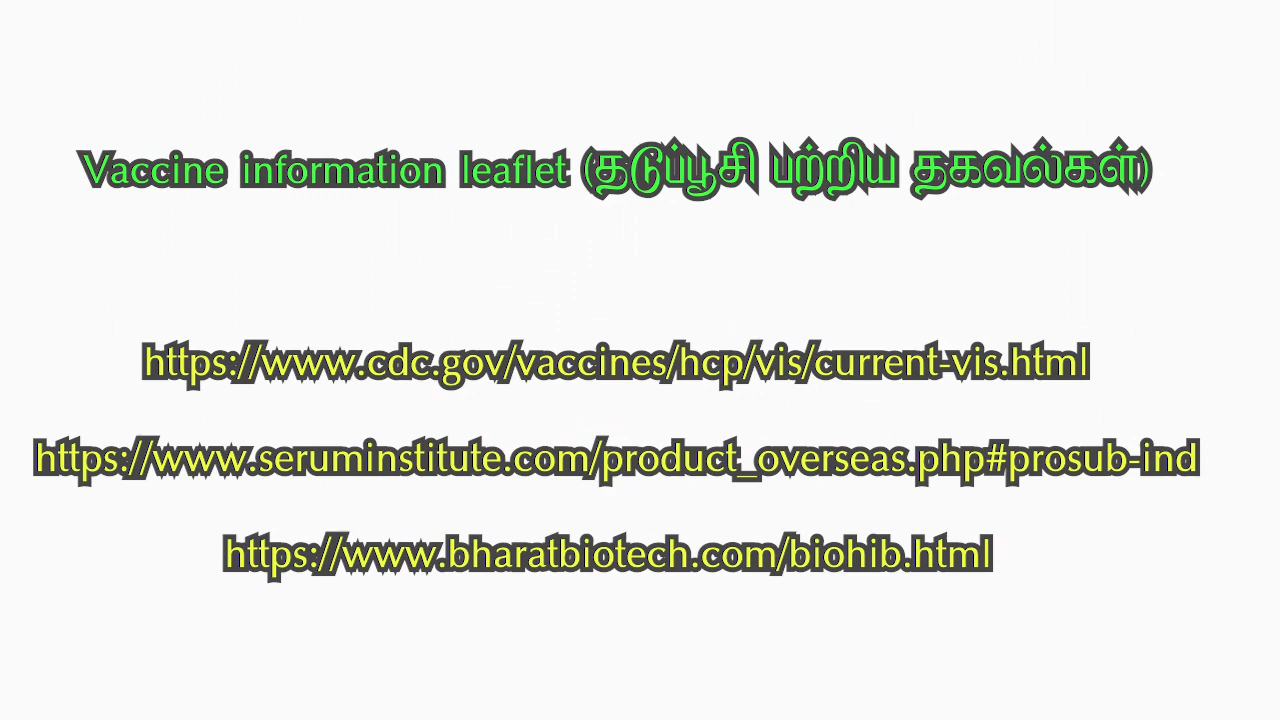 Vaccine information leaflet (தடுப்பூசி பற்றிய தகவல்கள்)
https://www.cdc.gov/vaccines/hcp/vis/current-vis.html
https://www.seruminstitute.com/product_overseas.php#prosub-ind
https://www.bharatbiotech.com/biohib.html